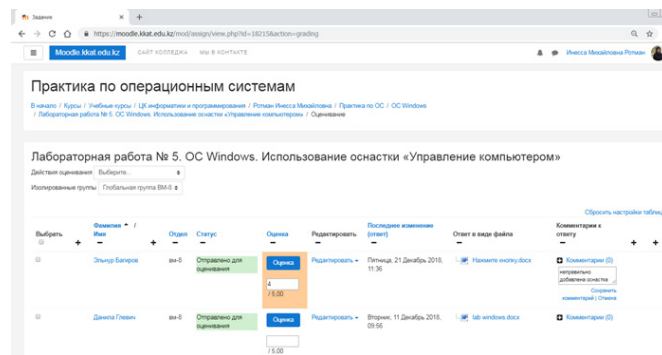 Задание
https://moodle.kkat.edu.kz/mod/assign/view.php?id=18215&action=grading
Moodle.kkat.edu.kz САЙТ КОЛЛЕДЖА МЫ В КОНТАКТЕ Инесса Михайловна Ротман
Практика по операционным системам
В начало / Курсы / Учебные курсы / ЦК информатики и программирования / Ротман Инесса Михайловна / Практика по ОС / ОС Windows
/ Лабораторная работа № 5. ОС Windows. Использование оснастки «Управление компьютером» / Оценивание
Лабораторная работа № 5. ОС Windows. Использование оснастки «Управление компьютером»
Действия оценивания Выберите...
Изолированные группы Глобальная группа ВМ-8
Сбросить настройки таблиц
Выбрать Фамилия / Имя Отдел Статус Оценка Редактировать Последнее изменение (ответ) Ответ в виде файла Комментарии к ответу
Эльнур Багиров вм-8 Отправлено для оценивания Оценка Редактировать Пятница, 21 Декабрь 2018, 11:36 Нажмите кнопку.docx Комментарии (0)
4 / 5,00
неправильно
добавлена оснастка
Сохранить
комментарий | Отмена
Данила Глевич вм-8 Отправлено для оценивания Оценка Редактировать Вторник, 11 Декабрь 2018, 09:56 lab windows.docx Комментарии (0)
/ 5,00